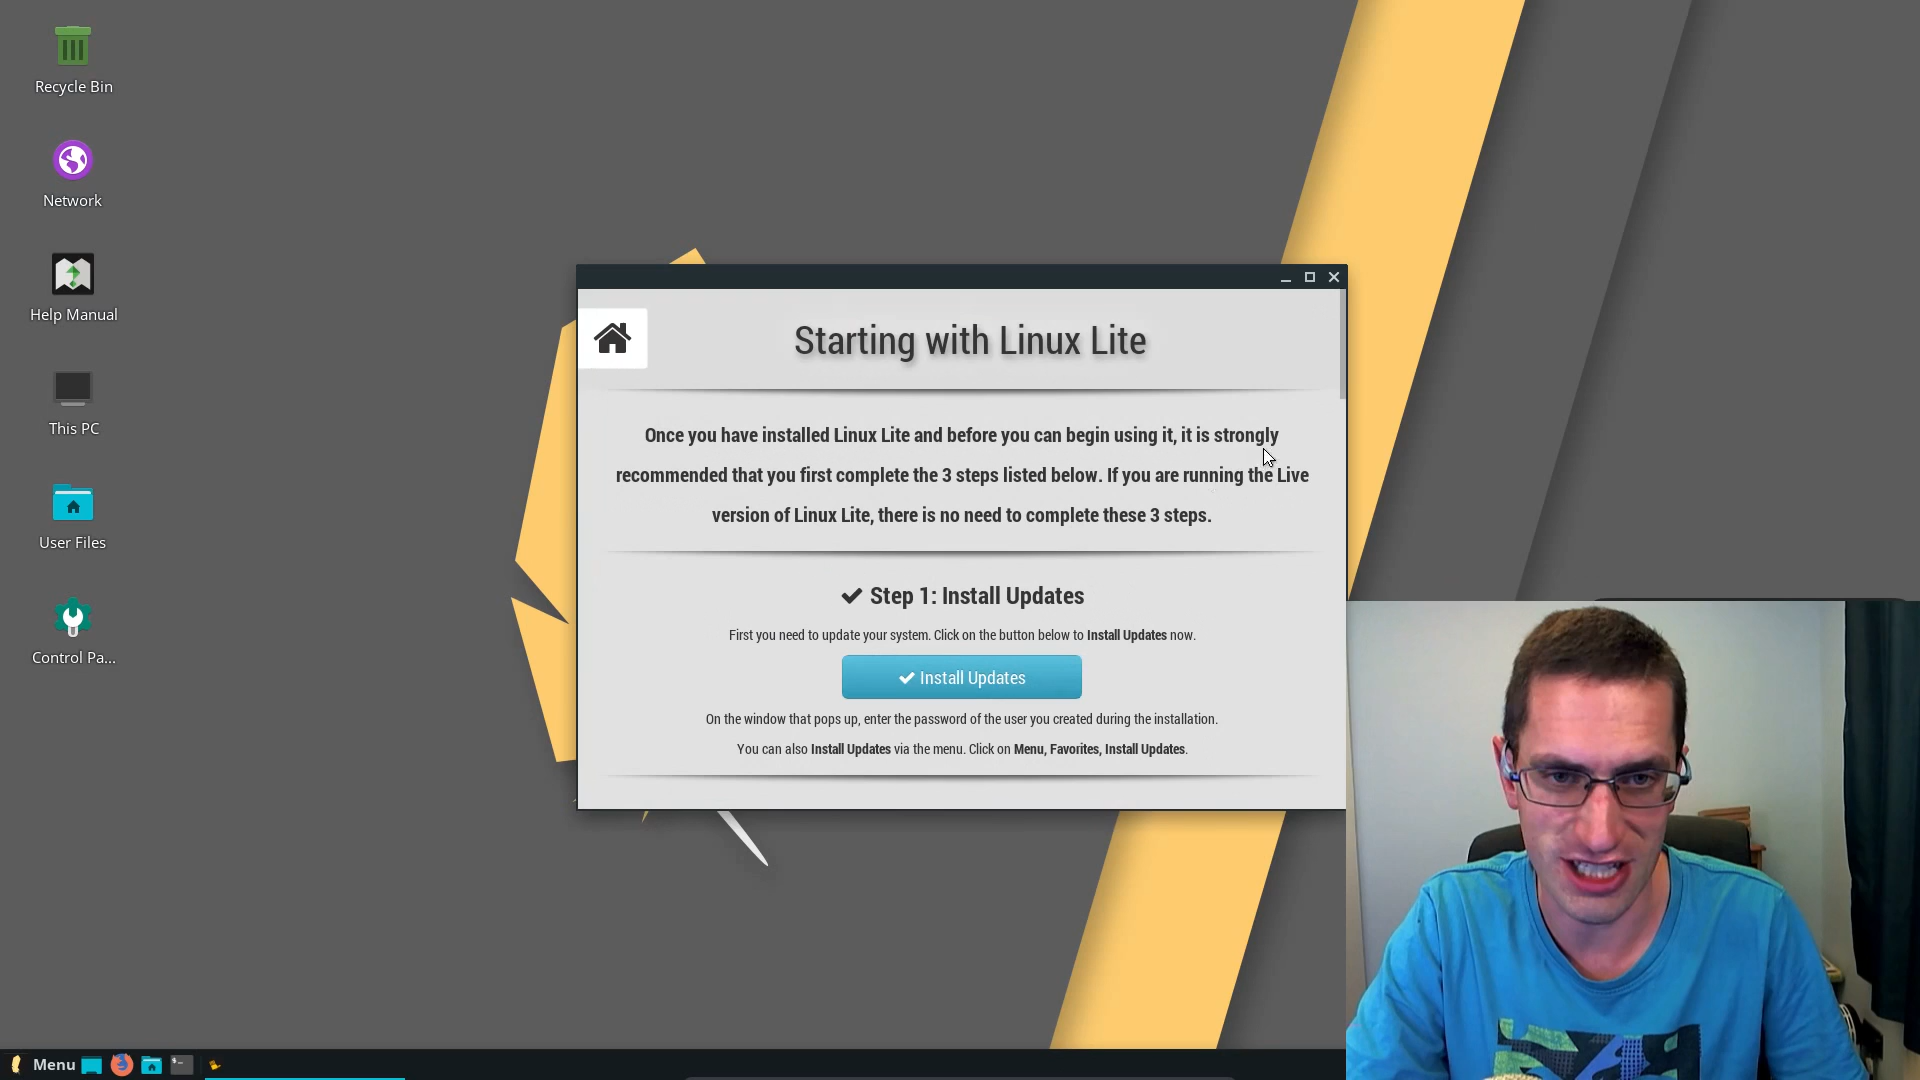 Recycle Bin
Network
Help Manual
This PC
User Files
Control Pa...
Starting with Linux Lite
Once you have installed Linux Lite and before you can begin using it, it is strongly
recommended that you first complete the 3 steps listed below. If you are running the Live
version of Linux Lite, there is no need to complete these 3 steps.
Step 1: Install Updates
First you need to update your system. Click on the button below to Install Updates now.
Install Updates
On the window that pops up, enter the password of the user you created during the installation.
You can also Install Updates via the menu. Click on Menu, Favorites, Install Updates.
Menu